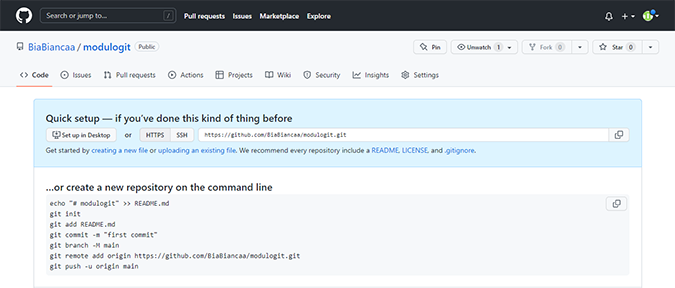 Search or jump to... /
Pull requests Issues Marketplace Explore
BiaBiancaa / modulogit Public
Pin Unwatch 1 Fork 0 Star 0
Code Issues Pull requests Actions Projects Wiki Security Insights Settings
Quick setup — if you've done this kind of thing before
Set up in Desktop or HTTPS SSH https://github.com/BiaBiancaa/modulogit.git
Get started by creating a new file or uploading an existing file. We recommend every repository include a README, LICENSE, and .gitignore.
...or create a new repository on the command line
echo "# modulogit" >> README.md
git init
git add README.md
git commit -m "first commit"
git branch -M main
git remote add origin https://github.com/BiaBiancaa/modulogit.git
git push -u origin main